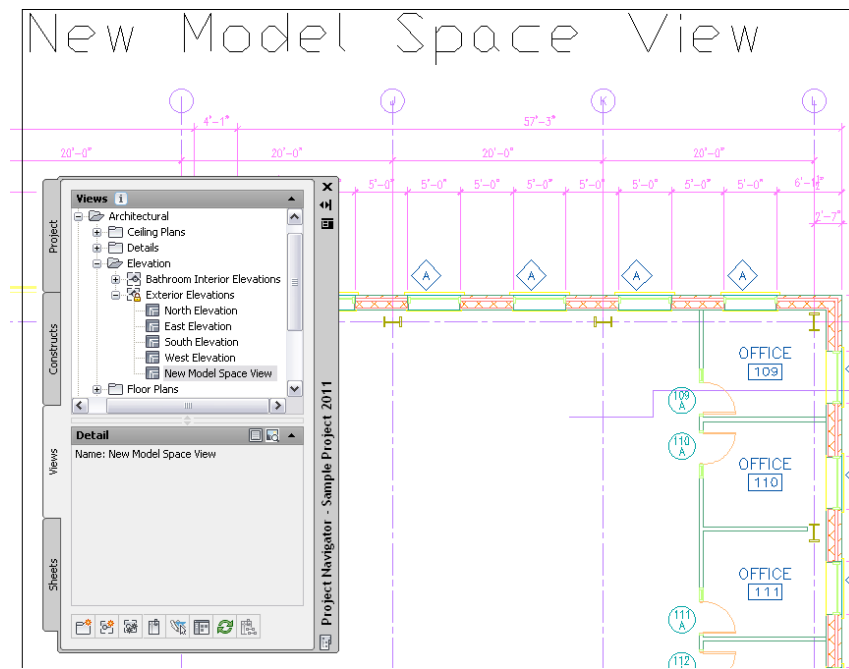 New Model Space View
J
K
L
4'-1"
57'-3"
20'-0"
20'-0"
20'-0"
20'-0"
5'-0"
5'-0"
5'-0"
5'-0"
5'-0"
5'-0"
5'-0"
5'-0"
6'-1½"
2'-7"
Views
Architectural
Ceiling Plans
Details
Elevation
Bathroom Interior Elevations
Exterior Elevations
North Elevation
East Elevation
South Elevation
West Elevation
New Model Space View
Floor Plans
Detail
Name: New Model Space View
Project
Constructs
Views
Sheets
Project Navigator - Sample Project 2011
A
A
A
A
OFFICE
109
109
A
110
A
OFFICE
110
OFFICE
111
111
A
112